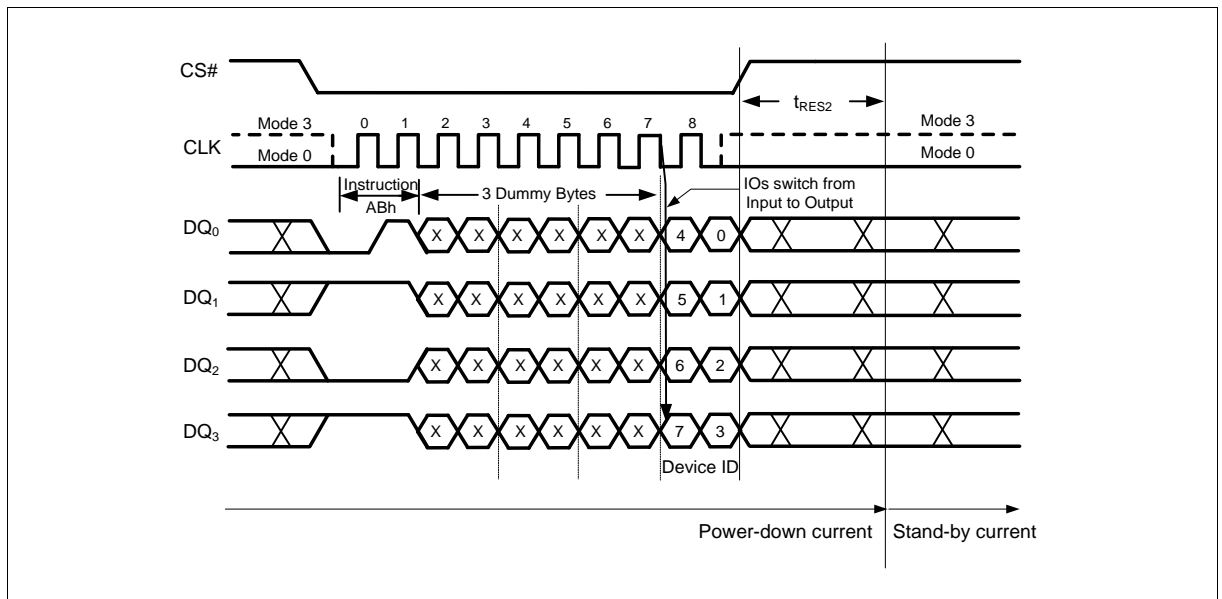 CS#
tRES2
Mode 3 0 1 2 3 4 5 6 7 8 Mode 3
CLK
Mode 0 Mode 0
Instruction
ABh
3 Dummy Bytes
IOs switch from
Input to Output
DQ0 X X X X X X 4 0
DQ1 X X X X X X 5 1
DQ2 X X X X X X 6 2
DQ3 X X X X X X 7 3
Device ID
Power-down current Stand-by current